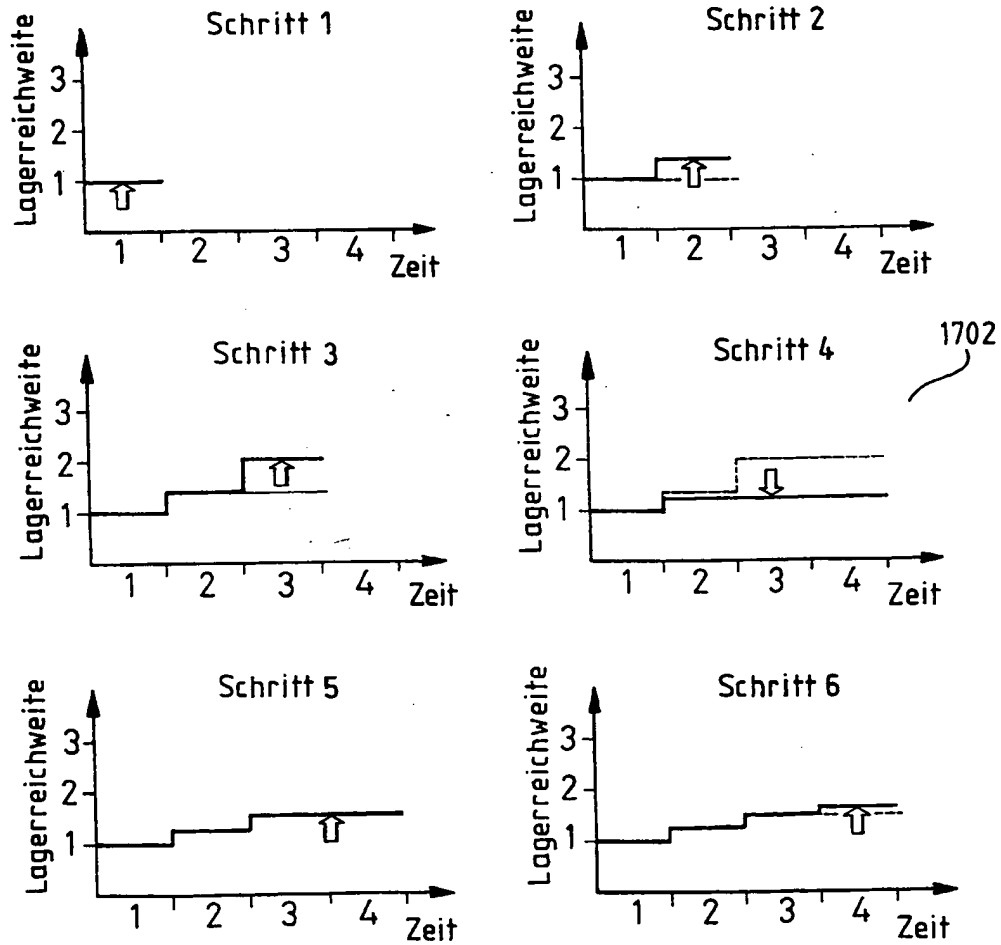 Schritt 1
Lagerreichweite
3
2
1
1 2 3 4 Zeit
Schritt 2
Lagerreichweite
3
2
1
1 2 3 4 Zeit
Schritt 3
Lagerreichweite
3
2
1
1 2 3 4 Zeit
Schritt 4
Lagerreichweite
3
2
1
1 2 3 4 Zeit
1702
Schritt 5
Lagerreichweite
3
2
1
1 2 3 4 Zeit
Schritt 6
Lagerreichweite
3
2
1
1 2 3 4 Zeit